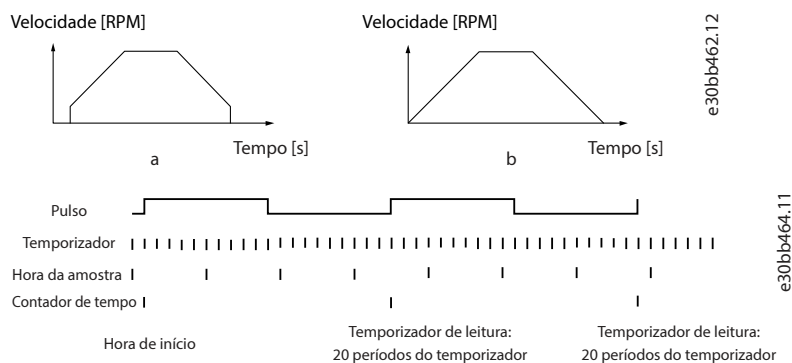 Velocidade [RPM]
Velocidade [RPM]
e30bb462.12
Tempo [s]
Tempo [s]
a
b
Pulso
e30bb464.11
Temporizador
Hora da amostra
Contador de tempo
Hora de início
Temporizador de leitura:
20 períodos do temporizador
Temporizador de leitura:
20 períodos do temporizador